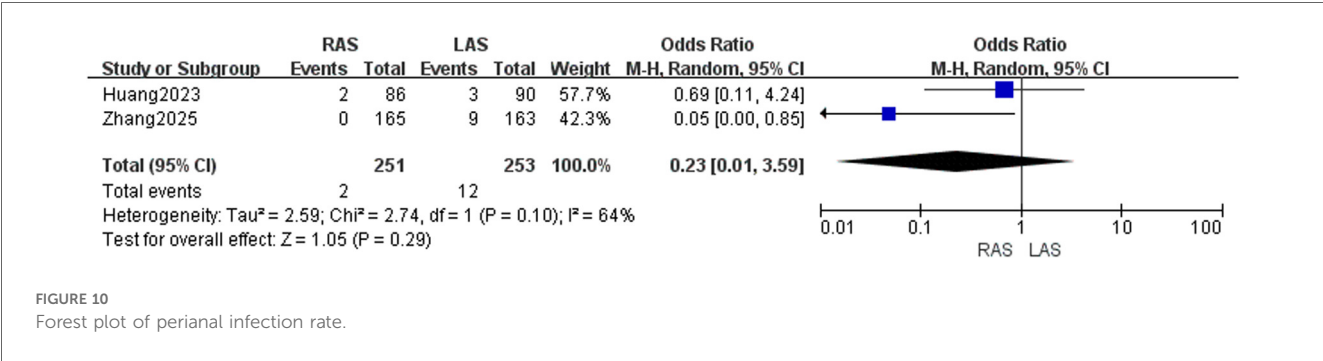 RAS LAS Odds Ratio Odds Ratio
Study or Subgroup Events Total Events Total Weight M-H, Random, 95% CI M-H, Random, 95% CI
Huang2023 2 86 3 90 57.7% 0.69 [0.11, 4.24]
Zhang2025 0 165 9 163 42.3% 0.05 [0.00, 0.85]
Total (95% CI) 251 253 100.0% 0.23 [0.01, 3.59]
Total events 2 12
Heterogeneity: Tau² = 2.59; Chi² = 2.74, df = 1 (P = 0.10); I² = 64%
Test for overall effect: Z = 1.05 (P = 0.29)
0.01 0.1 1 10 100
RAS LAS
FIGURE 10
Forest plot of perianal infection rate.